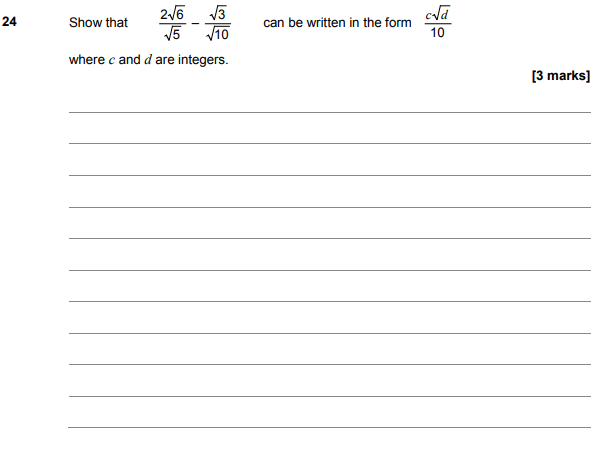 24 Show that 2√6/√5 − √3/√10 can be written in the form c√d/10
where c and d are integers.
[3 marks]